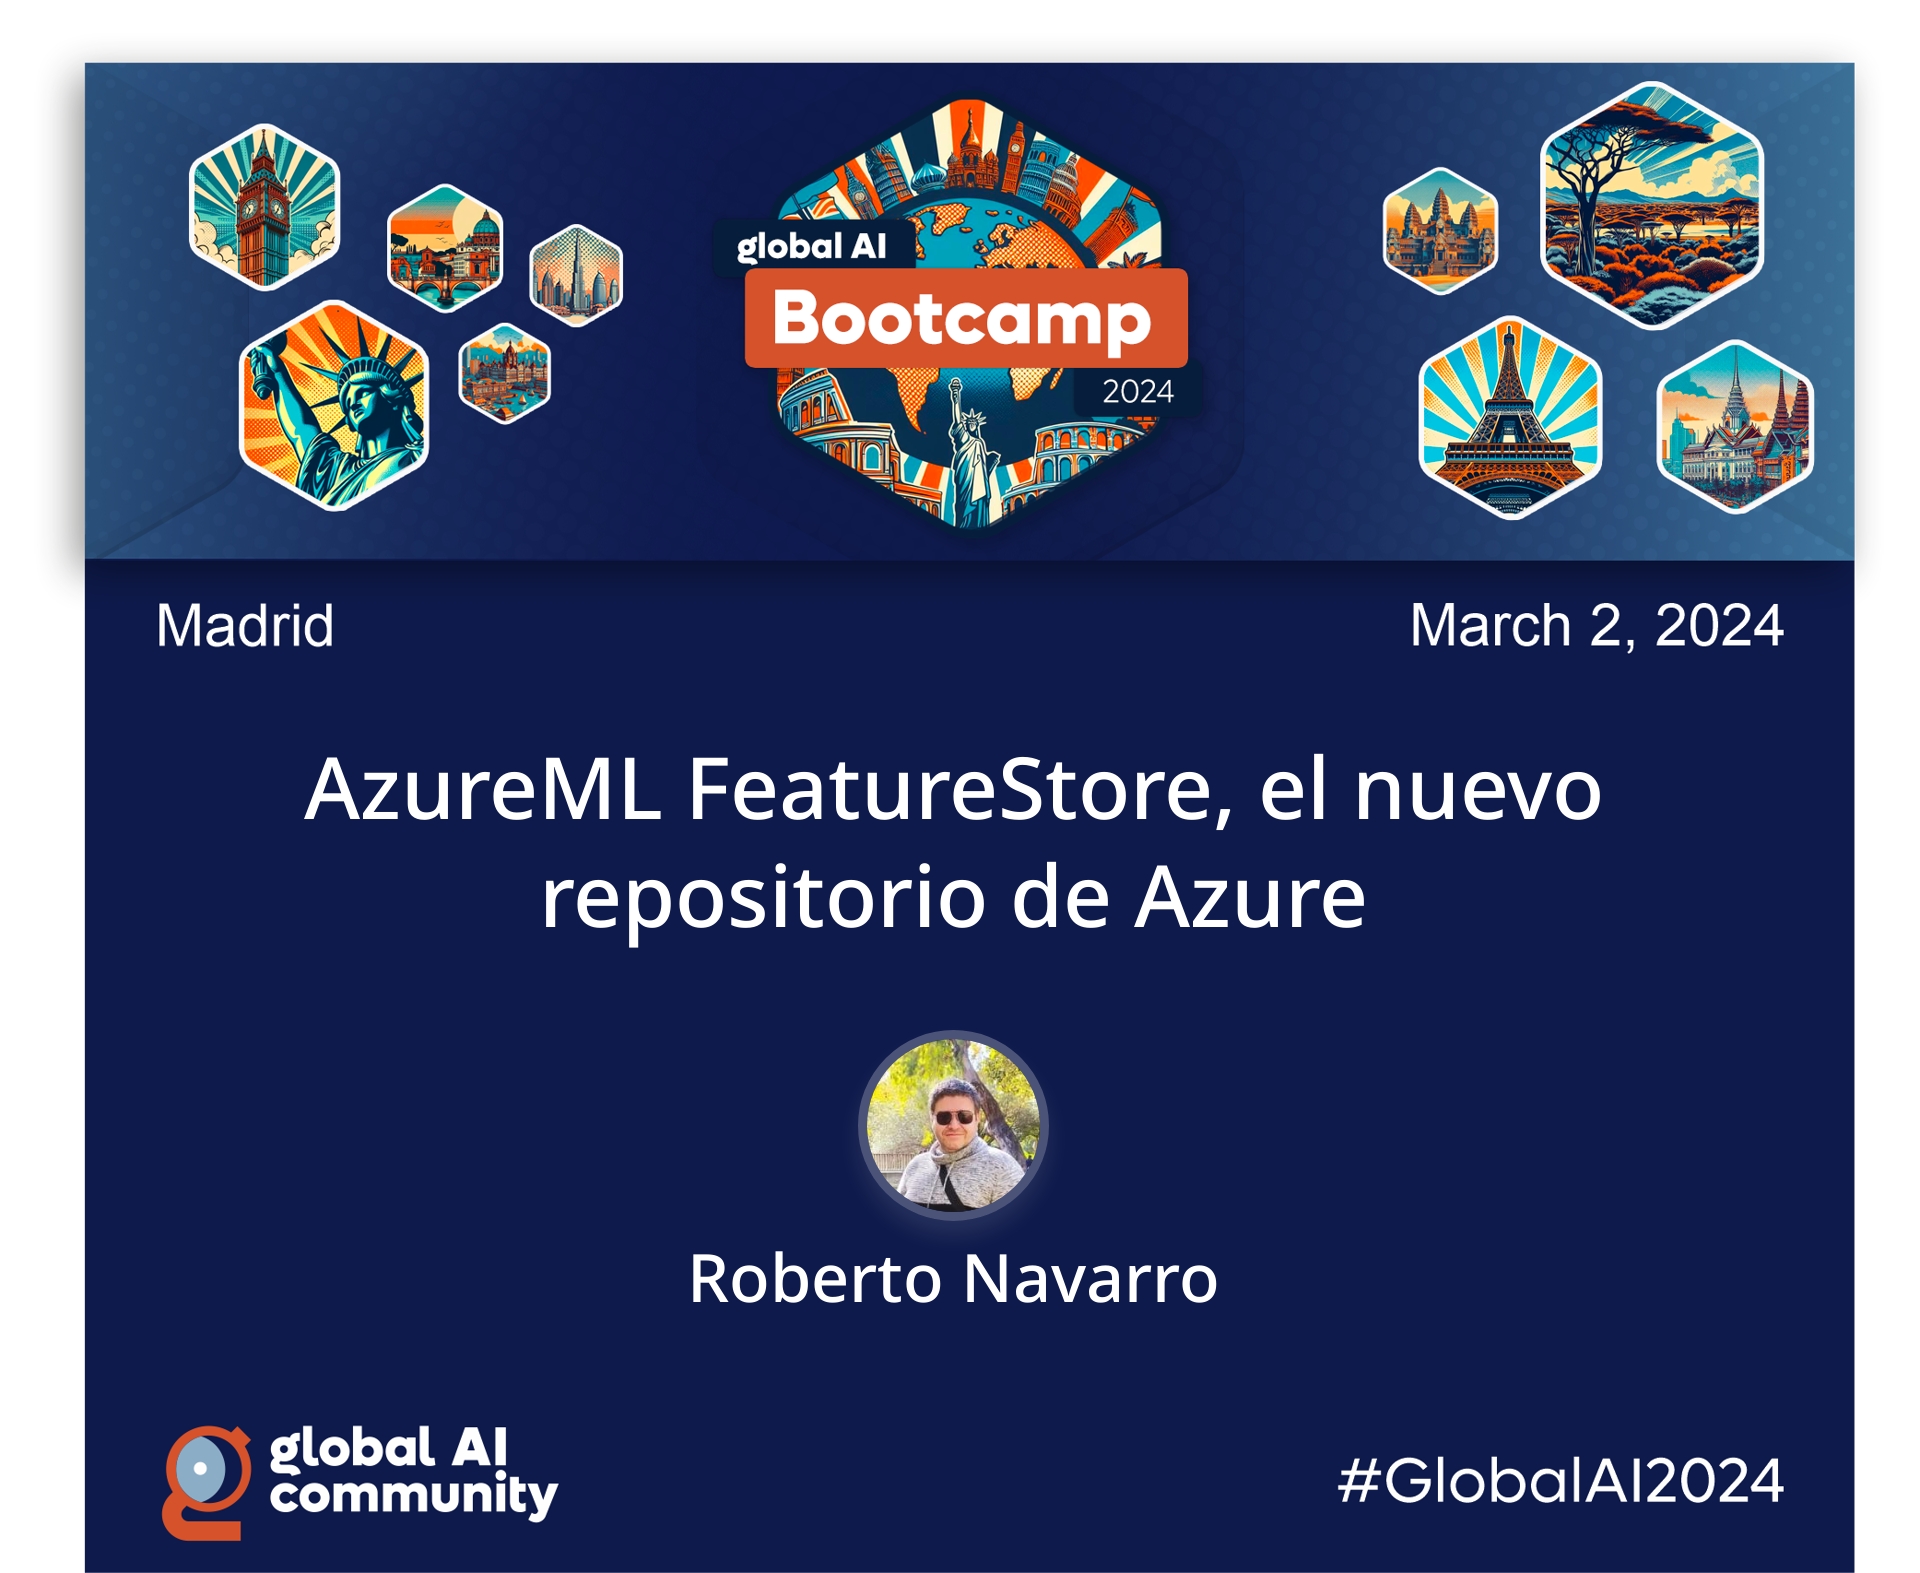 global AI
Bootcamp
2024
Madrid
March 2, 2024
AzureML FeatureStore, el nuevo
repositorio de Azure
Roberto Navarro
global AI
community
#GlobalAI2024